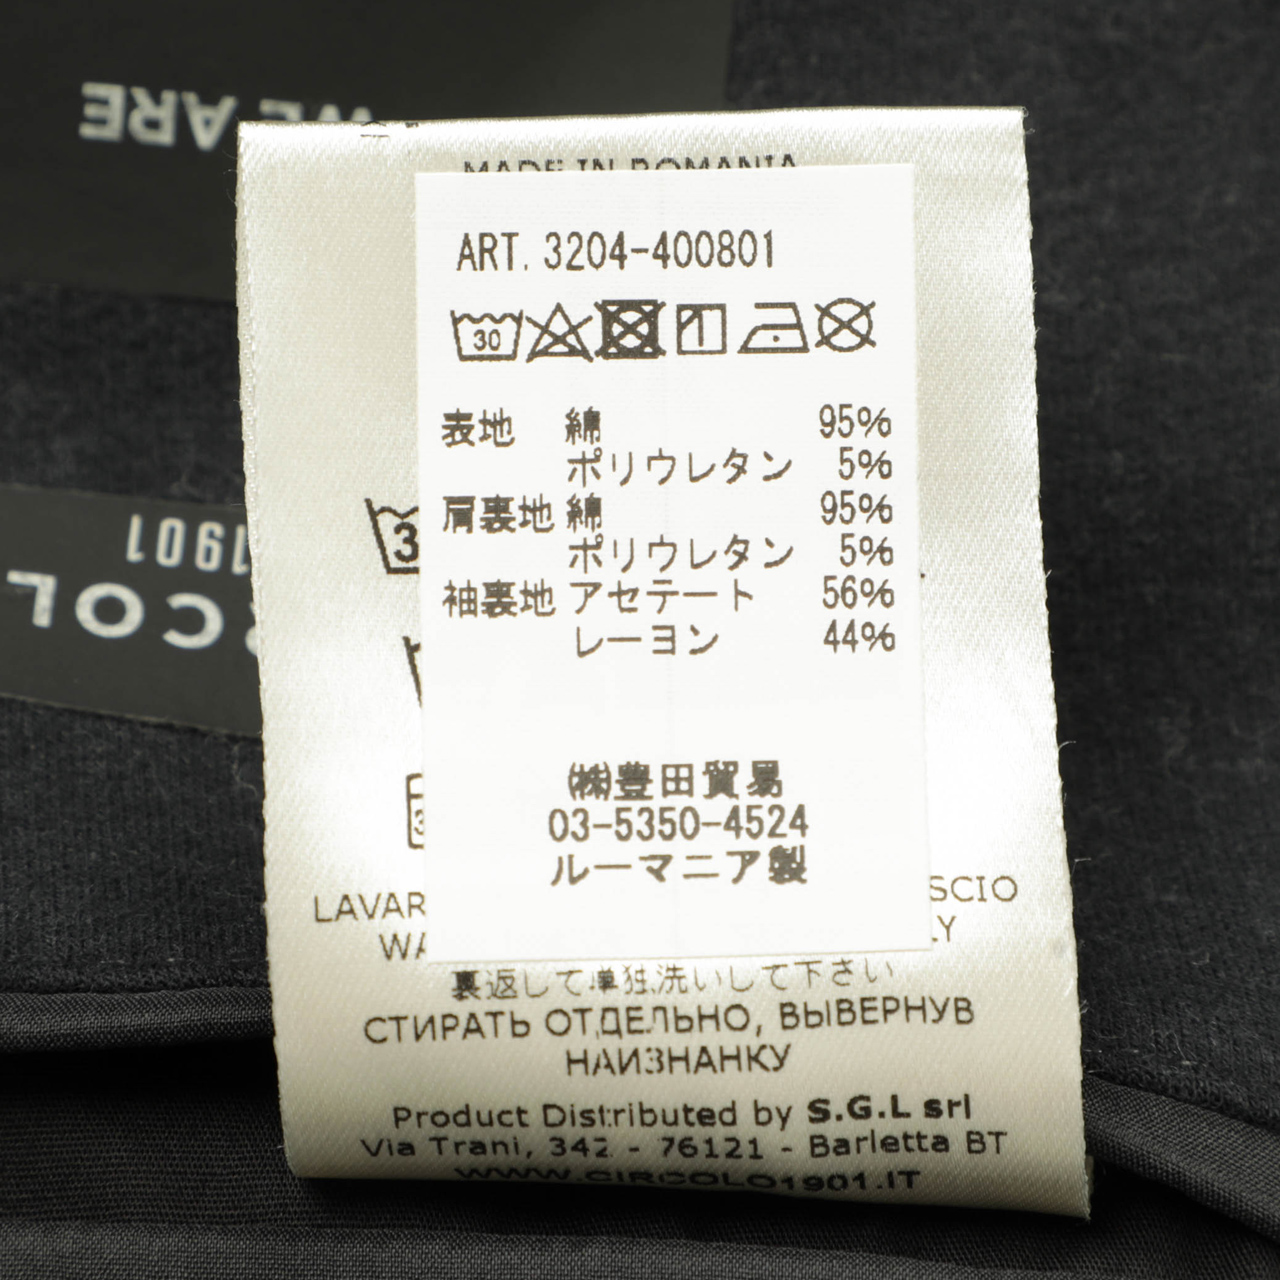 WE ARE
1901
MADE IN ROMANIA
ART. 3204-400801
30
表地 綿 95%
ポリウレタン 5%
肩裏地 綿 95%
ポリウレタン 5%
袖裏地 アセテート 56%
レーヨン 44%
㈱豊田貿易
03-5350-4524
ルーマニア製
裏返して単独洗いして下さい
СТИРАТЬ ОТДЕЛЬНО, ВЫВЕРНУВ
НАИЗНАНКУ
Product Distributed by S.G.L srl
Via Trani, 342 - 76121 - Barletta BT
WWW.CIRCOLO1901.IT